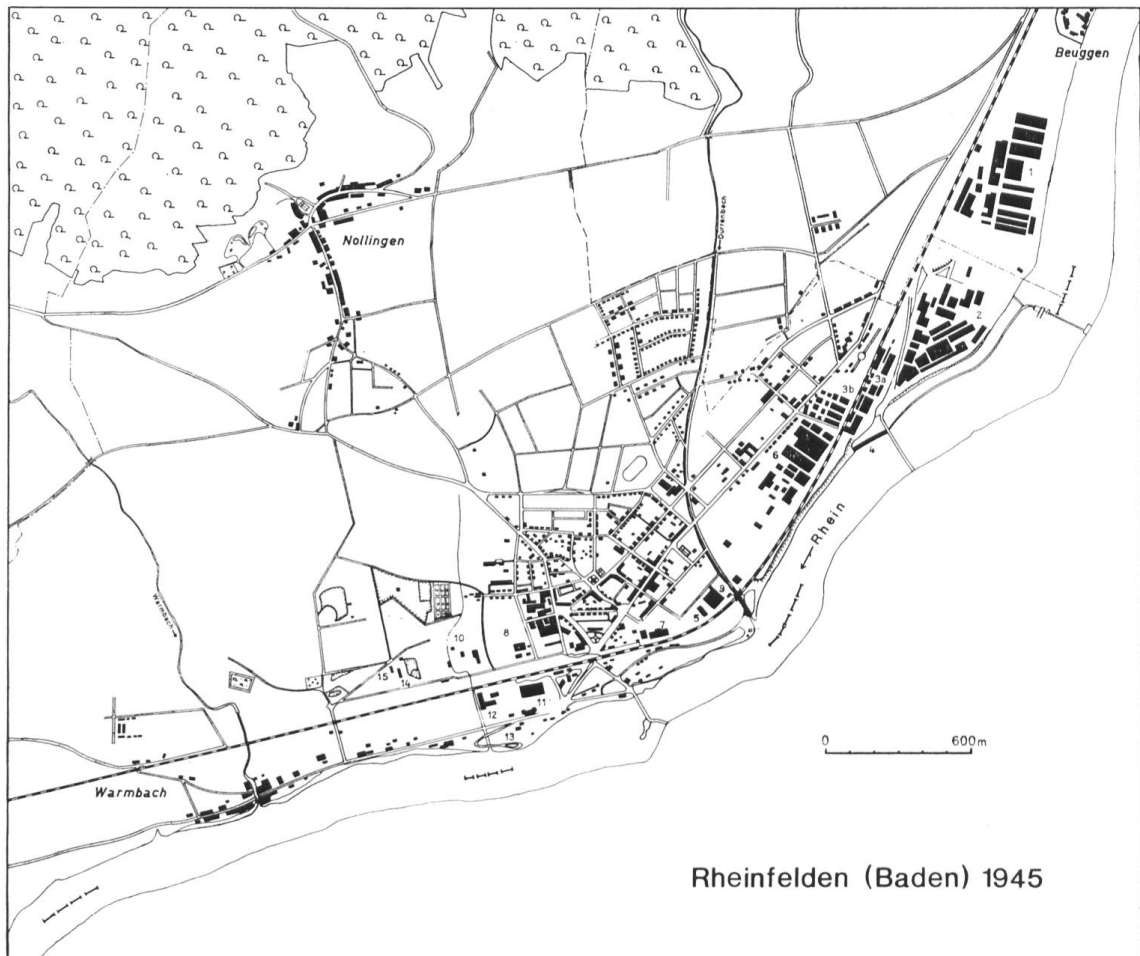 Beuggen
1
Nollingen
Dürrenbach
2
3b
3a
6
4
Rhein
Warmbach
9
5
7
8
10
15
14
11
12
13
0 600m
Warmbach
Rheinfelden (Baden) 1945